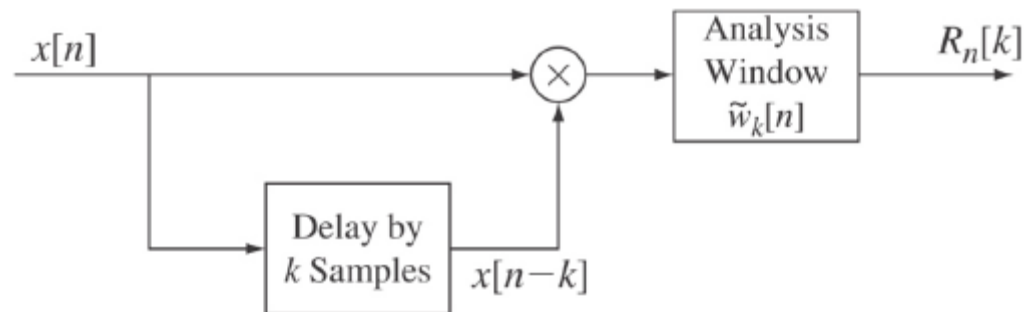 x[n]
Analysis
Window
w̃ₖ[n]
Rₙ[k]
×
Delay by
k Samples
x[n−k]